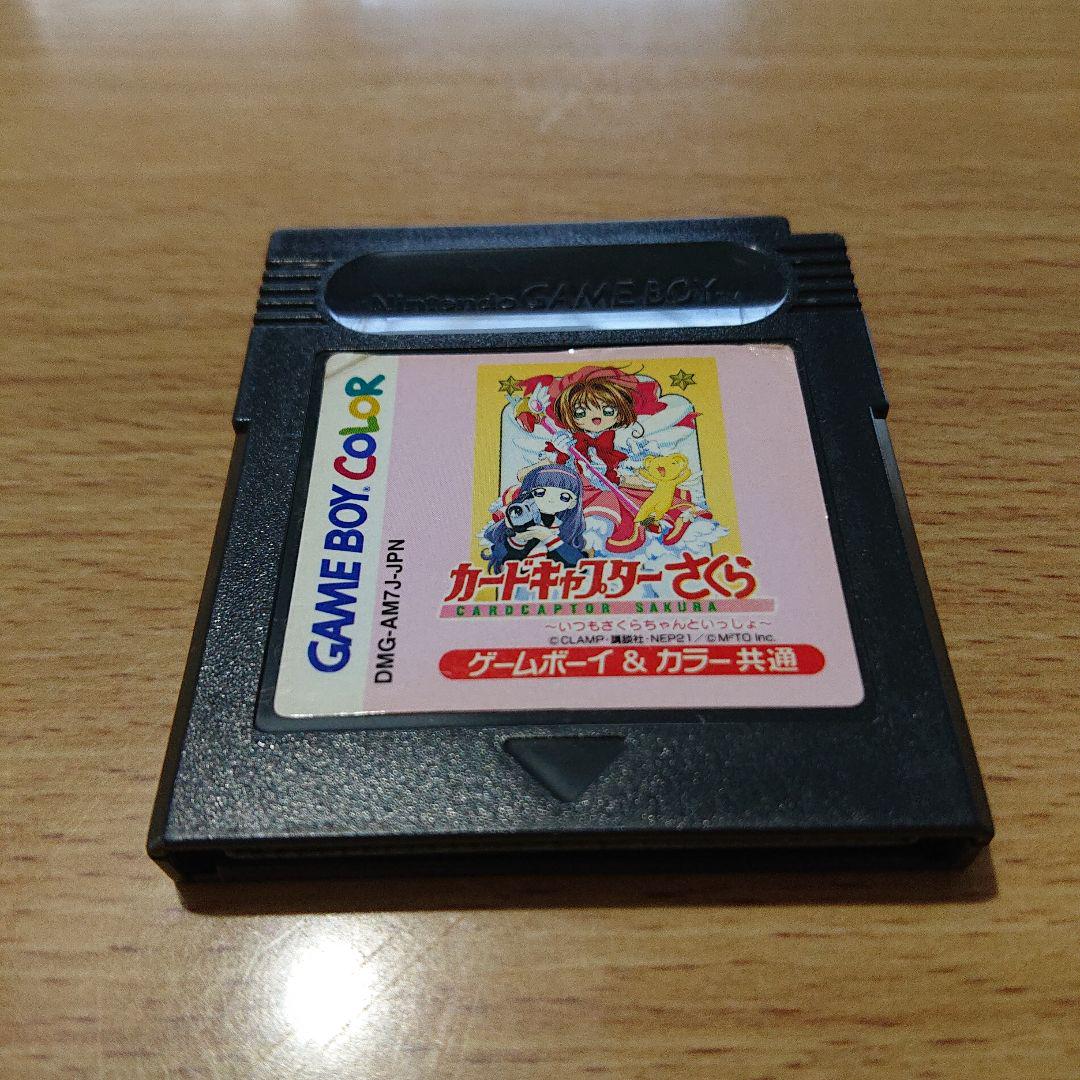 Nintendo GAME BOY™
GAME BOY COLOR
DMG-AM7J-JPN
カードキャプターさくら
CARDCAPTOR SAKURA
～いつもさくらちゃんといっしょ～
©CLAMP・講談社・NEP21／©M²TO Inc.
ゲームボーイ & カラー共通